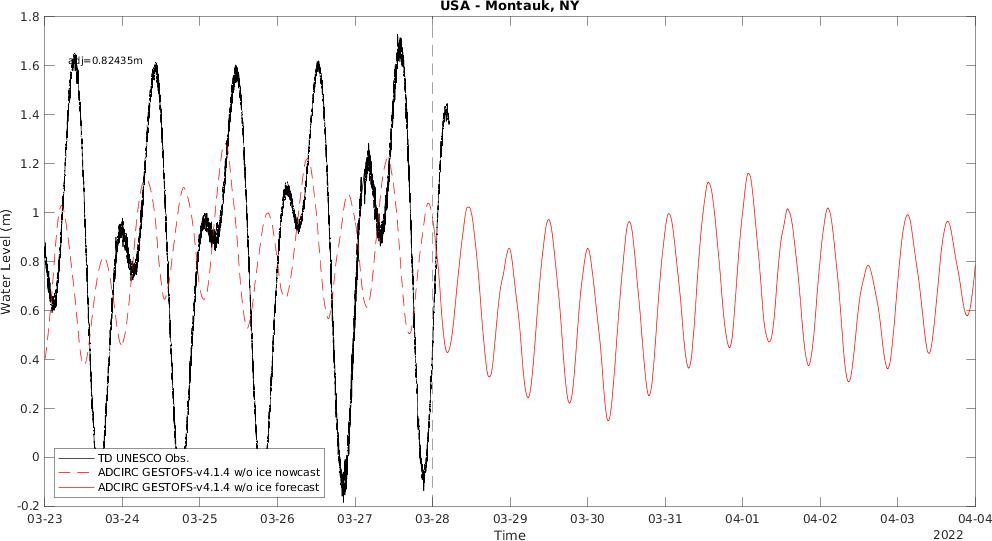 USA - Montauk, NY
adj=0.82435m
1.8
1.6
1.4
1.2
1
0.8
0.6
0.4
0.2
0
-0.2
Water Level (m)
TD UNESCO Obs.
ADCIRC GESTOFS-v4.1.4 w/o ice nowcast
ADCIRC GESTOFS-v4.1.4 w/o ice forecast
03-23 03-24 03-25 03-26 03-27 03-28 03-29 03-30 03-31 04-01 04-02 04-03 04-04
Time
2022